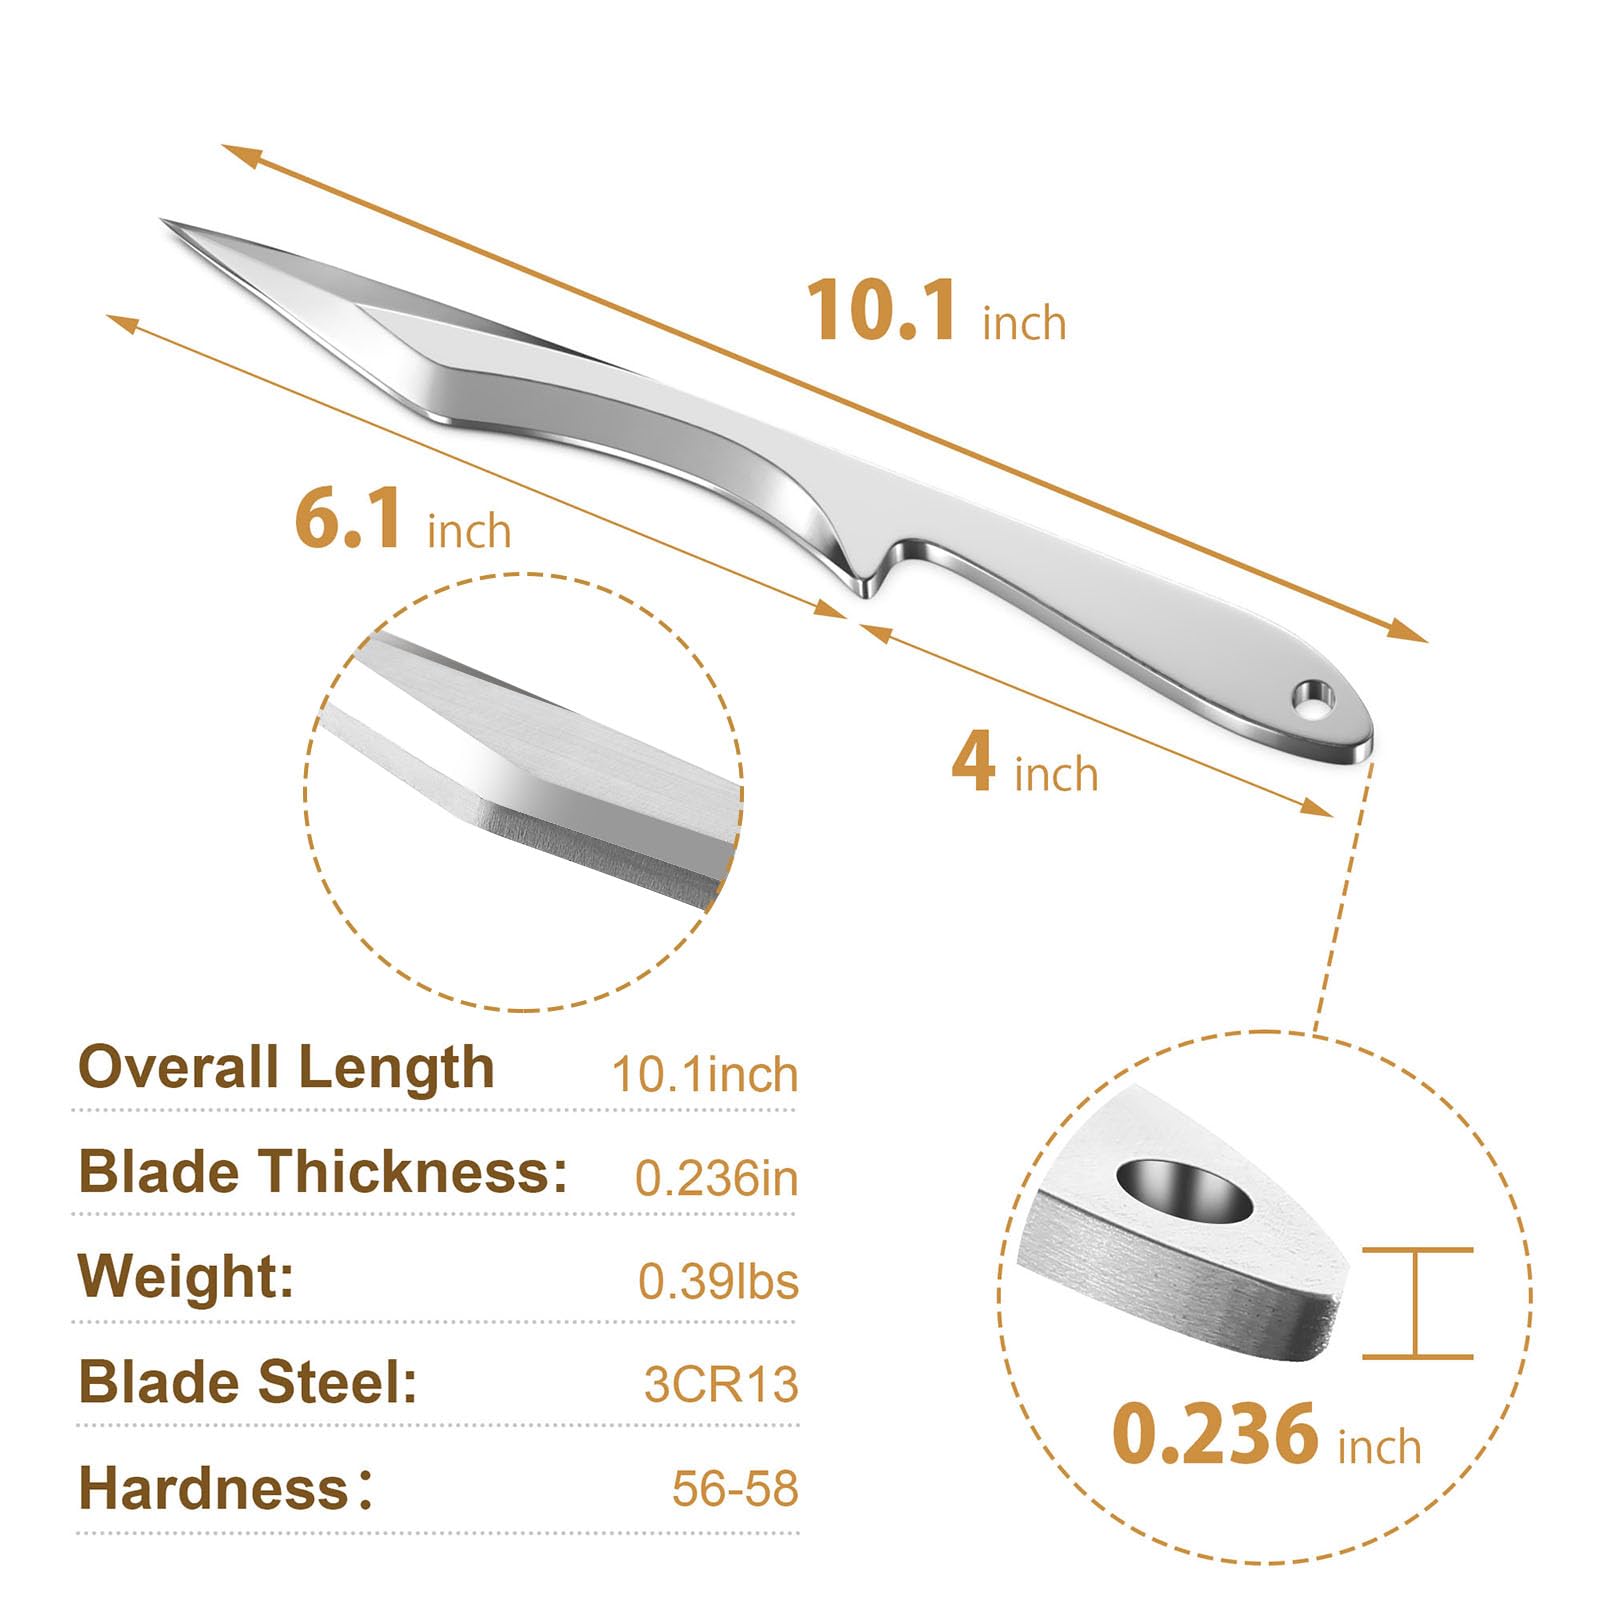 10.1 inch
6.1 inch
4 inch
Overall Length 10.1inch
Blade Thickness: 0.236in
Weight: 0.39lbs
Blade Steel: 3CR13
Hardness： 56-58
0.236 inch